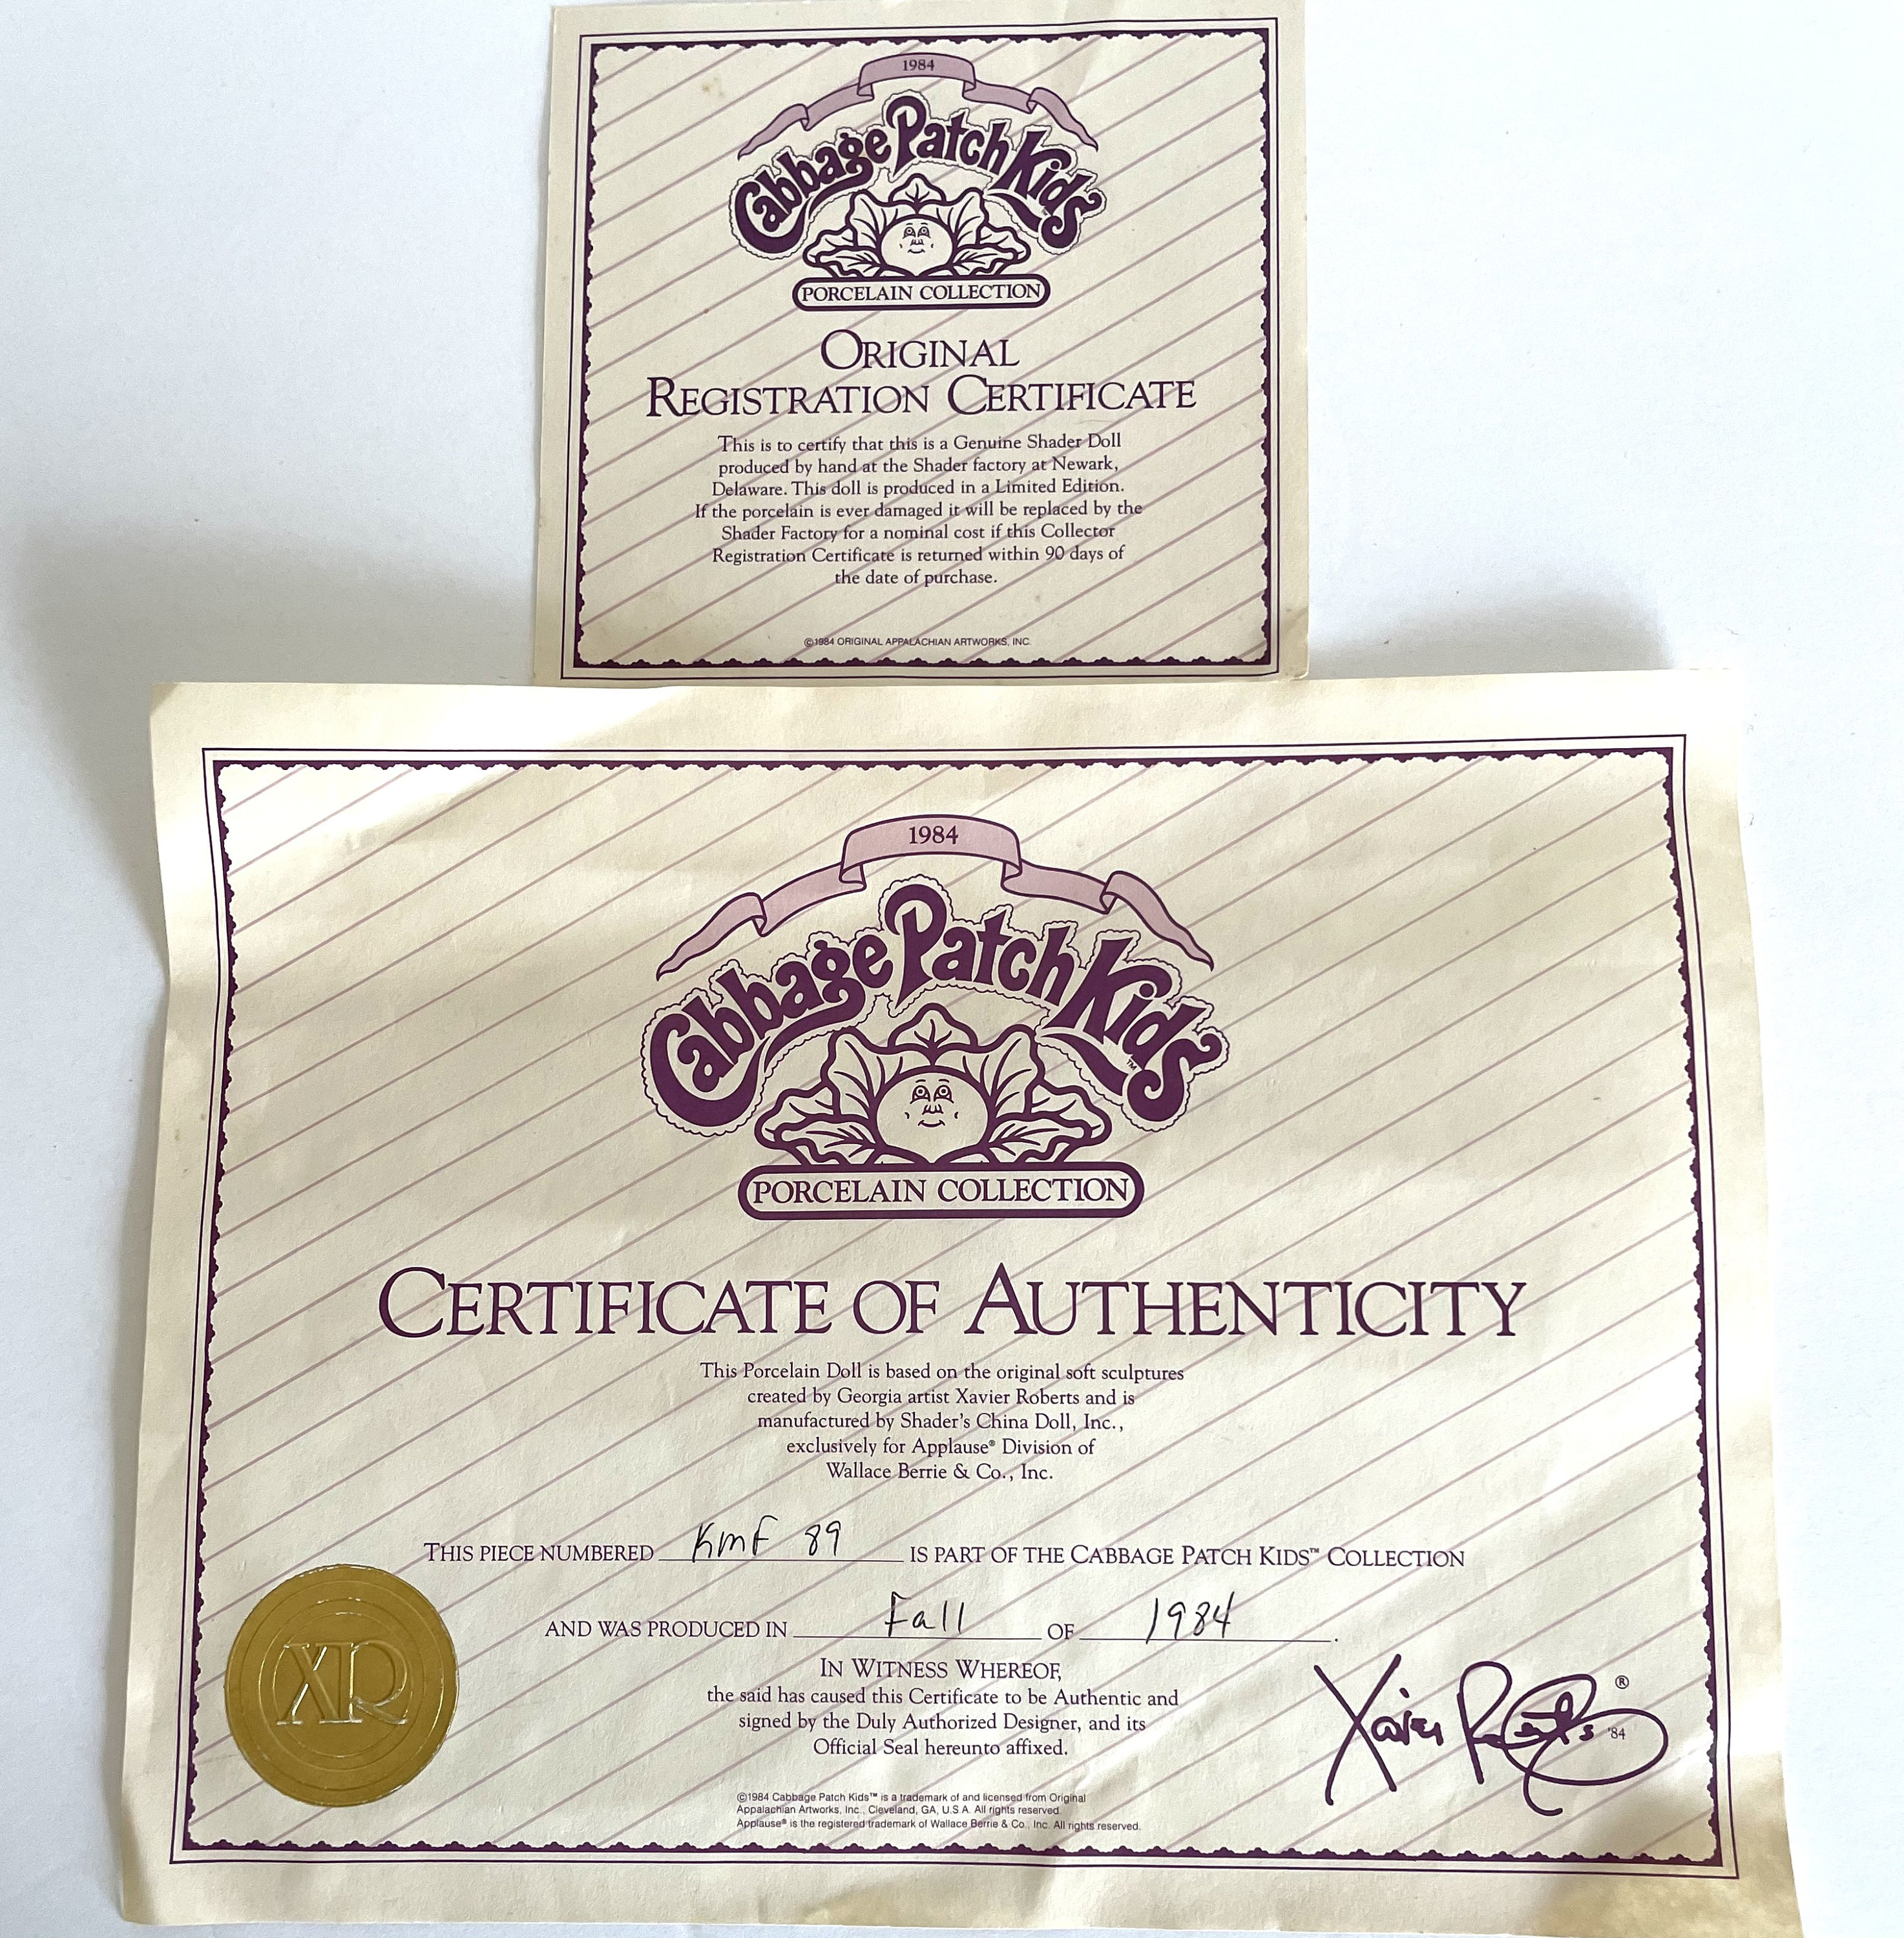 1984
Cabbage Patch Kids
PORCELAIN COLLECTION
ORIGINAL
REGISTRATION CERTIFICATE
This is to certify that this is a Genuine Shader Doll
produced by hand at the Shader factory at Newark,
Delaware. This doll is produced in a Limited Edition.
If the porcelain is ever damaged it will be replaced by the
Shader Factory for a nominal cost if this Collector
Registration Certificate is returned within 90 days of
the date of purchase.
©1984 ORIGINAL APPALACHIAN ARTWORKS, INC.
1984
Cabbage Patch Kids™
PORCELAIN COLLECTION
CERTIFICATE OF AUTHENTICITY
This Porcelain Doll is based on the original soft sculptures
created by Georgia artist Xavier Roberts and is
manufactured by Shader's China Doll, Inc.,
exclusively for Applause® Division of
Wallace Berrie & Co., Inc.
THIS PIECE NUMBERED KMF 89 IS PART OF THE CABBAGE PATCH KIDS™ COLLECTION
AND WAS PRODUCED IN Fall OF 1984.
IN WITNESS WHEREOF,
the said has caused this Certificate to be Authentic and
signed by the Duly Authorized Designer, and its
Official Seal hereunto affixed.
XR
Xavier Roberts ® '84
©1984 Cabbage Patch Kids™ is a trademark of and licensed from Original
Appalachian Artworks, Inc., Cleveland, GA, U.S.A. All rights reserved.
Applause® is the registered trademark of Wallace Berrie & Co., Inc. All rights reserved.